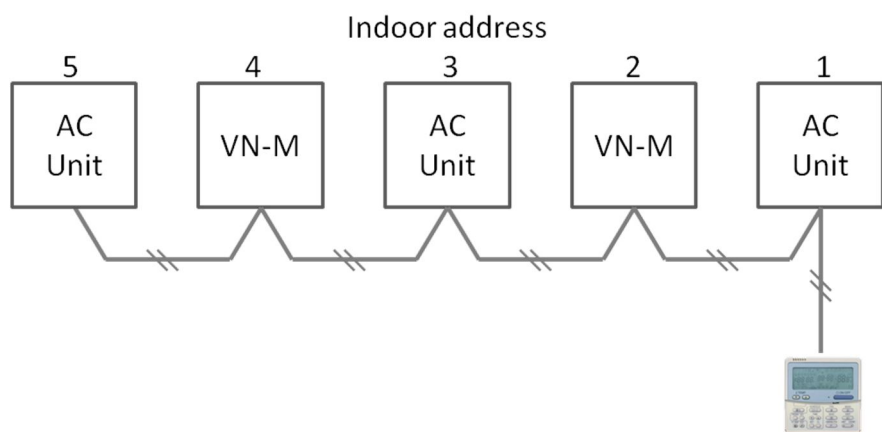 Indoor address
5 4 3 2 1
AC
Unit
VN-M
AC
Unit
VN-M
AC
Unit